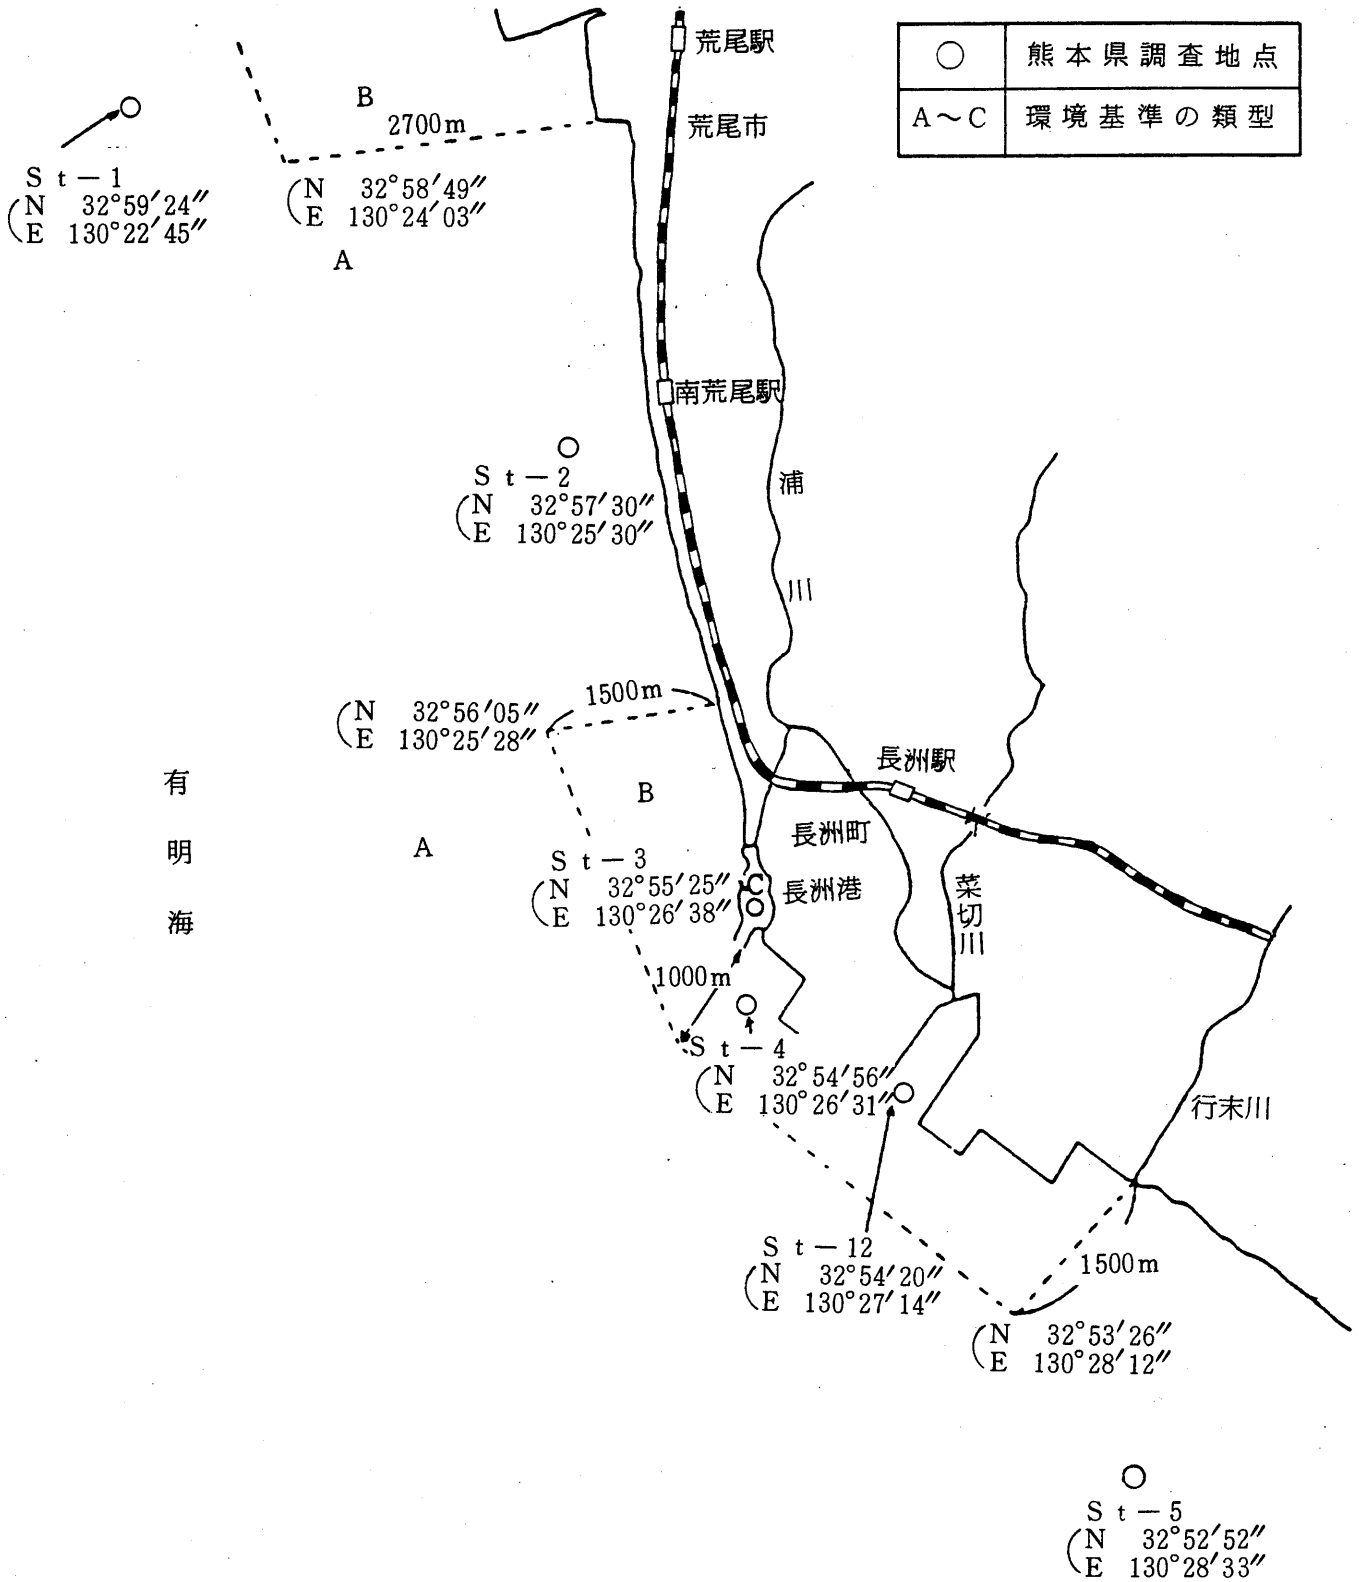 荒尾駅
○ 熊本県調査地点
A～C 環境基準の類型
B
2700m
荒尾市
St－1
N 32°59′24″
E 130°22′45″
N 32°58′49″
E 130°24′03″
A
南荒尾駅
St－2
N 32°57′30″
E 130°25′30″
浦川
1500m
N 32°56′05″
E 130°25′28″
有明海
B
長洲駅
A
長洲町
St－3
N 32°55′25″
E 130°26′38″
C
長洲港
菜切川
1000m
St－4
N 32°54′56″
E 130°26′31″
行末川
St－12
N 32°54′20″
E 130°27′14″
1500m
N 32°53′26″
E 130°28′12″
St－5
N 32°52′52″
E 130°28′33″